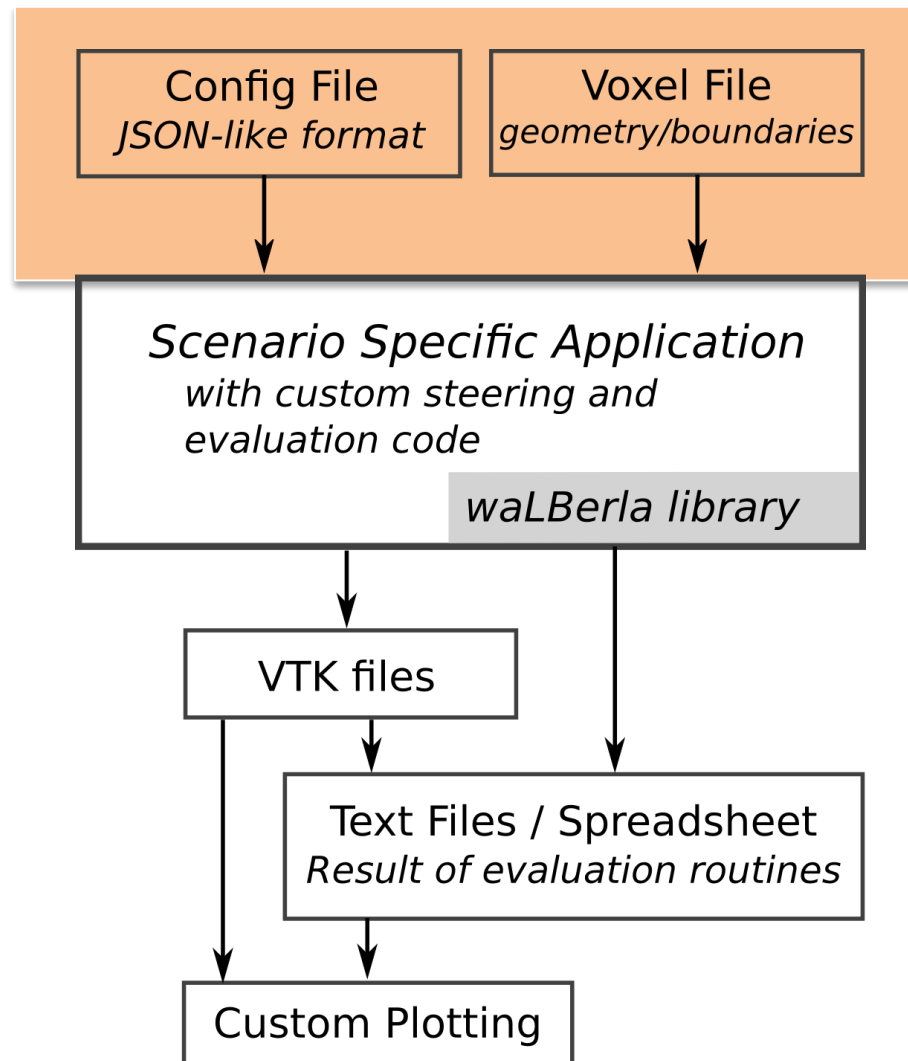 Config File
JSON-like format
Voxel File
geometry/boundaries
Scenario Specific Application
with custom steering and
evaluation code
waLBerla library
VTK files
Text Files / Spreadsheet
Result of evaluation routines
Custom Plotting